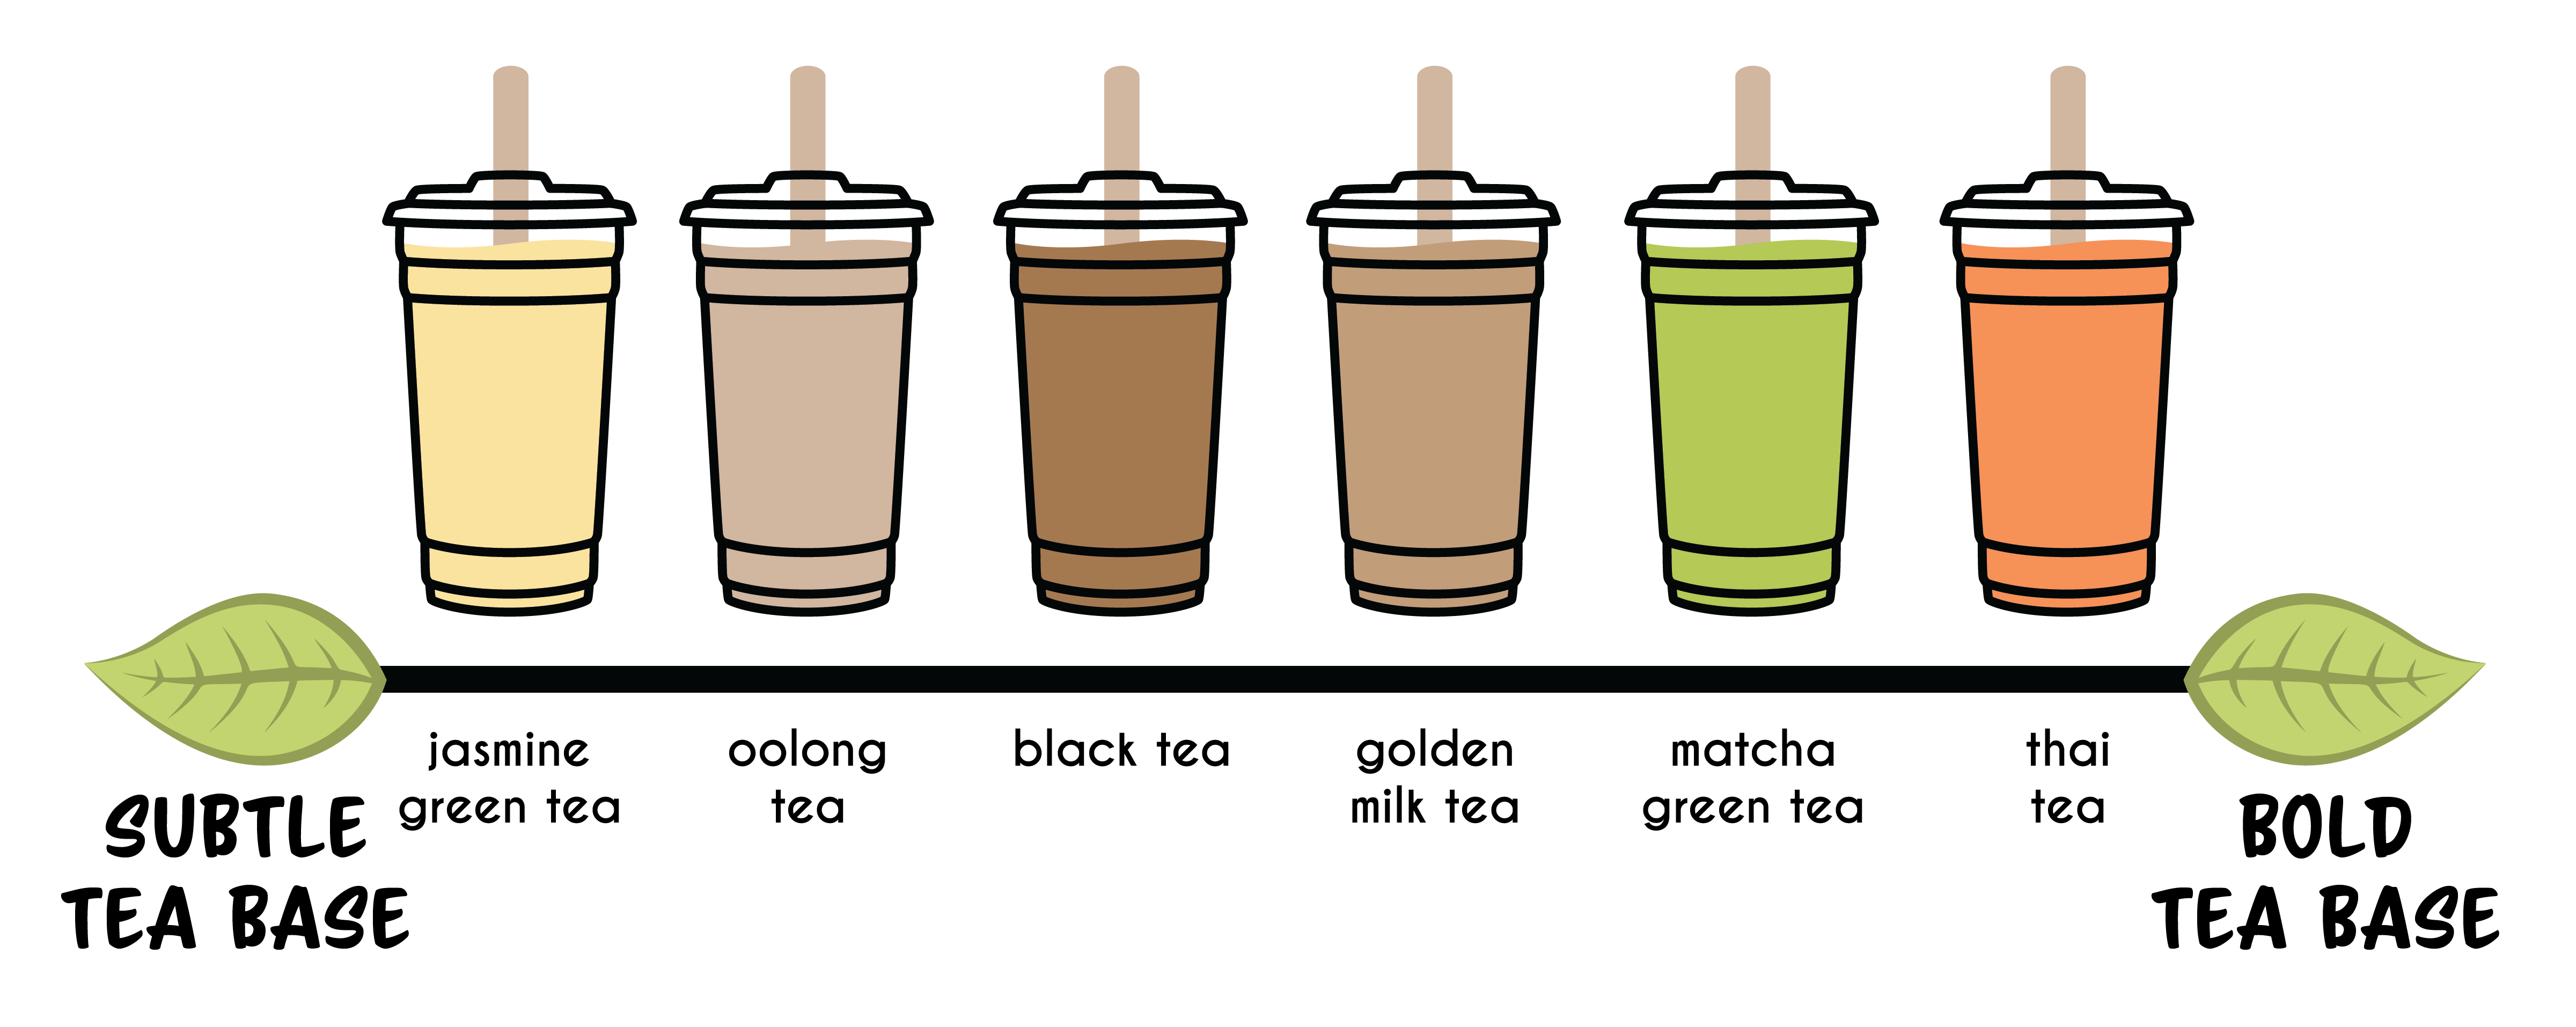 jasmine
green tea
oolong
tea
black tea
golden
milk tea
matcha
green tea
thai
tea
SUBTLE
TEA BASE
BOLD
TEA BASE